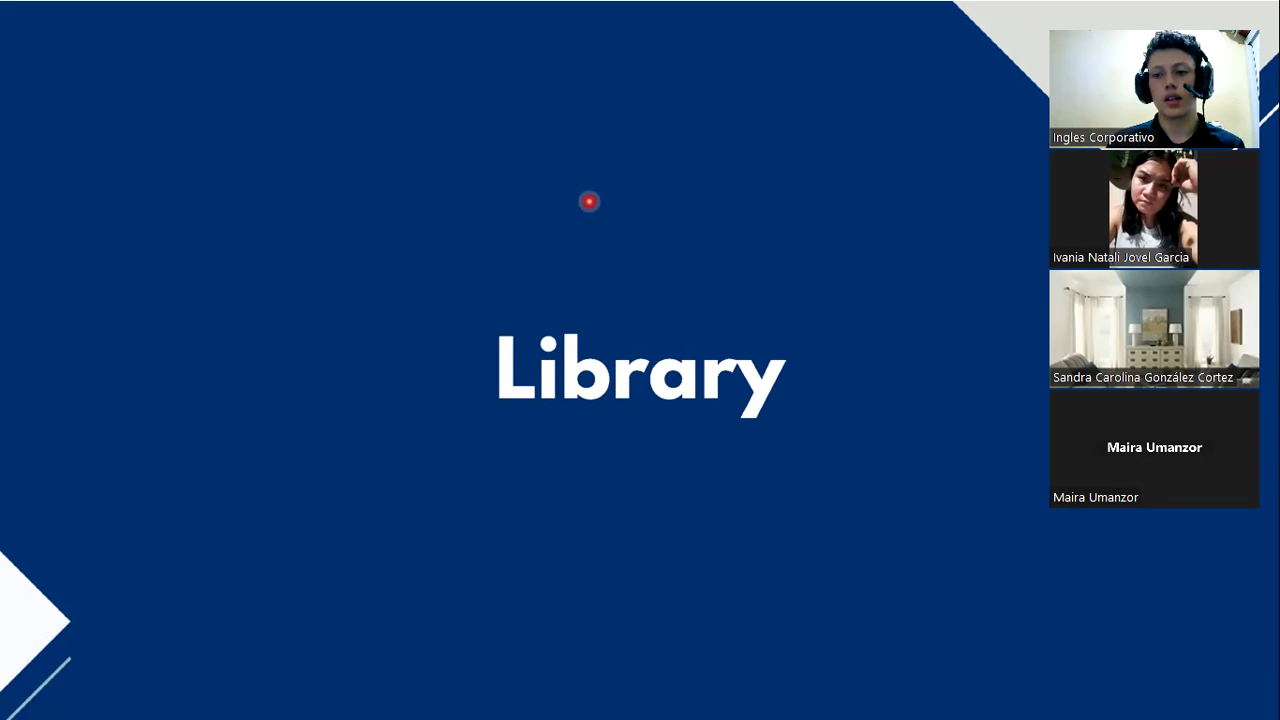 Library
Ingles Corporativo
Ivania Natali Jovel Garcia
Sandra Carolina González Cortez
Maira Umanzor
Maira Umanzor